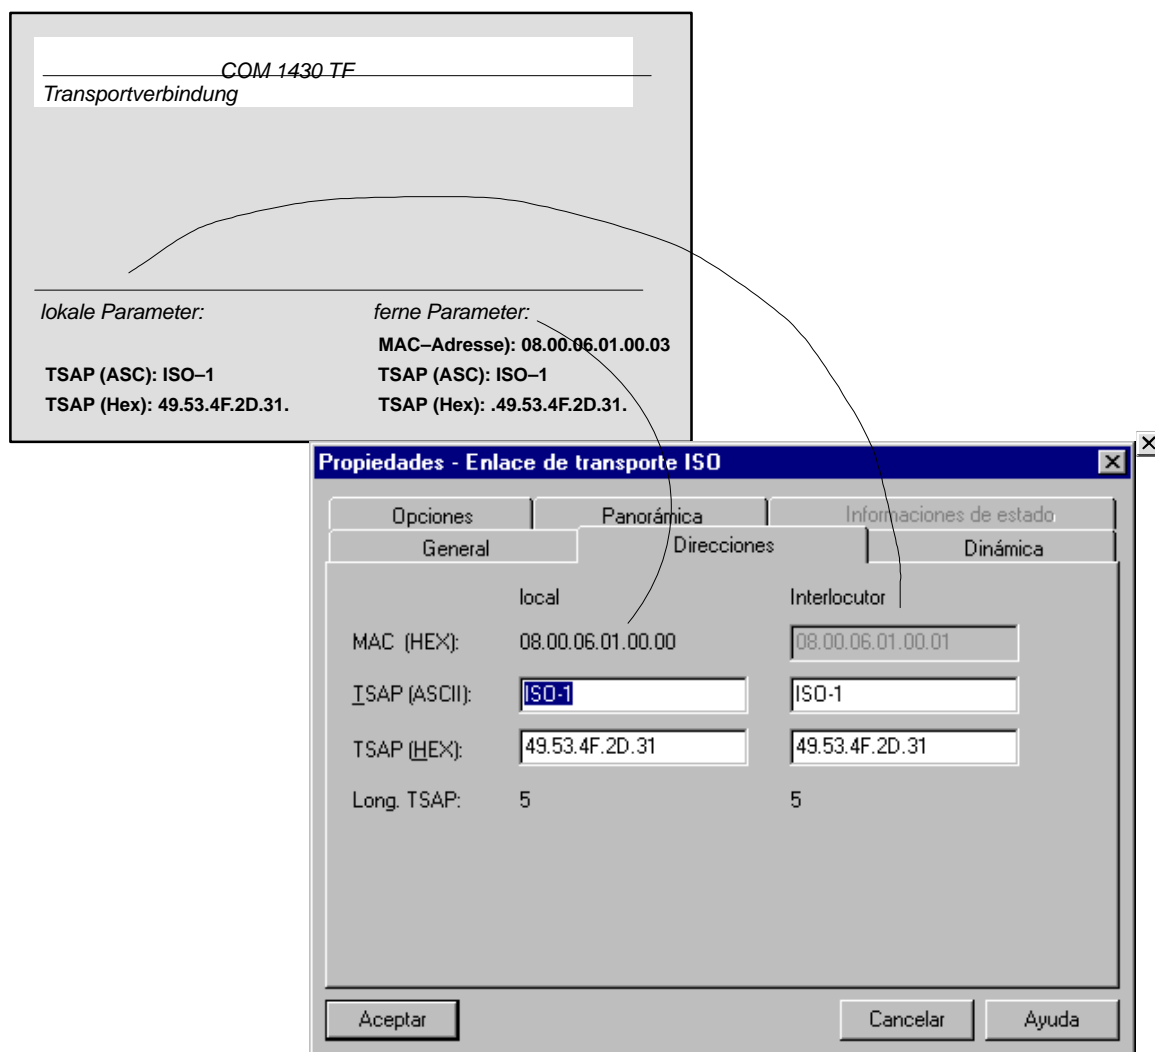 COM 1430 TF
Transportverbindung
lokale Parameter: ferne Parameter:
MAC–Adresse): 08.00.06.01.00.03
TSAP (ASC): ISO–1 TSAP (ASC): ISO–1
TSAP (Hex): 49.53.4F.2D.31. TSAP (Hex): .49.53.4F.2D.31.
Propiedades - Enlace de transporte ISO
Opciones Panorámica Informaciones de estado
General Direcciones Dinámica
local Interlocutor
MAC (HEX): 08.00.06.01.00.00 08.00.06.01.00.01
TSAP (ASCII): ISO-1 ISO-1
TSAP (HEX): 49.53.4F.2D.31 49.53.4F.2D.31
Long. TSAP: 5 5
Aceptar Cancelar Ayuda